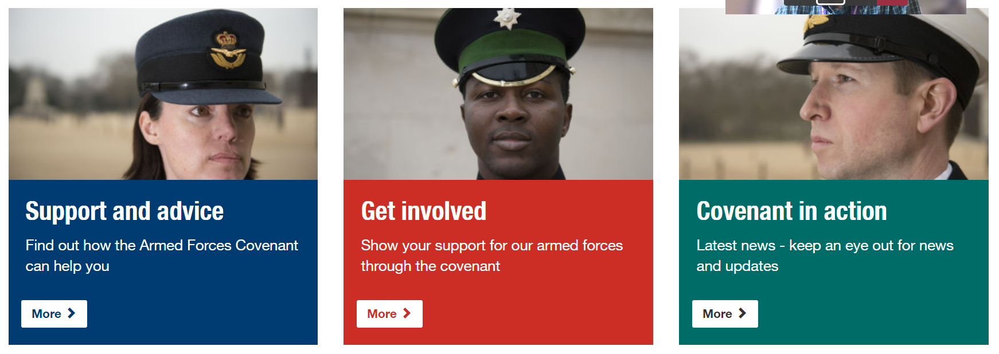 Support and advice
Find out how the Armed Forces Covenant
can help you
More
Get involved
Show your support for our armed forces
through the covenant
More
Covenant in action
Latest news - keep an eye out for news
and updates
More